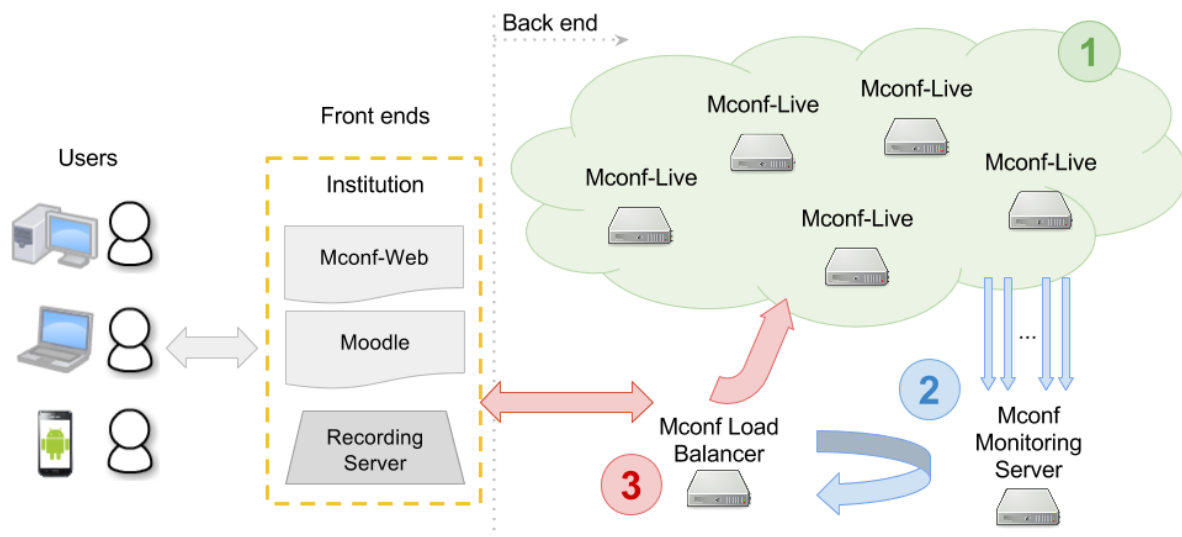 Back end
1
Mconf-Live
Mconf-Live
Front ends
Users
Mconf-Live
Institution
Mconf-Live
Mconf-Live
Mconf-Web
Moodle
...
2
Mconf
Monitoring
Server
Mconf Load
Balancer
Recording
Server
3